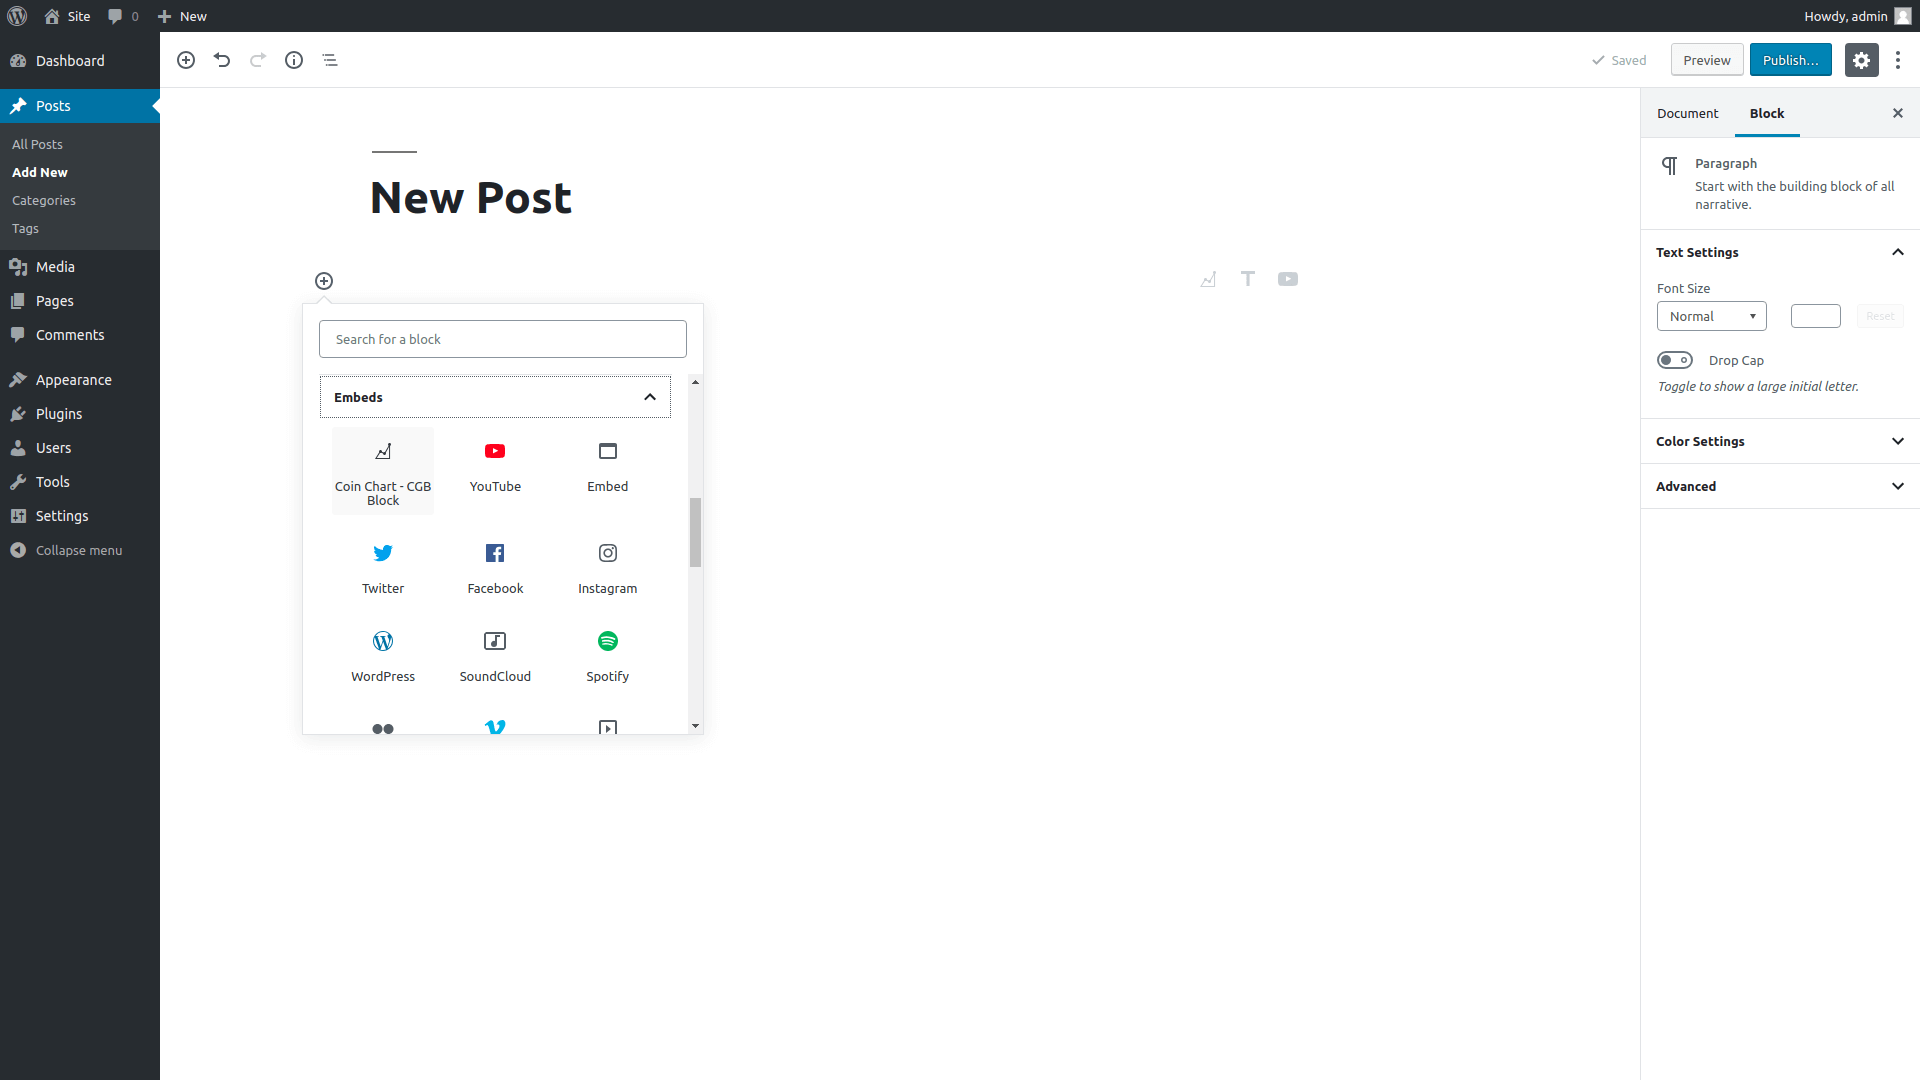 Site
0
New
Howdy, admin
Dashboard
Posts
All Posts
Add New
Categories
Tags
Media
Pages
Comments
Appearance
Plugins
Users
Tools
Settings
Collapse menu
Saved
Preview
Publish…
New Post
Search for a block
Embeds
Coin Chart - CGB
Block
YouTube
Embed
Twitter
Facebook
Instagram
WordPress
SoundCloud
Spotify
Document
Block
Paragraph
Start with the building block of all
narrative.
Text Settings
Font Size
Normal
Reset
Drop Cap
Toggle to show a large initial letter.
Color Settings
Advanced